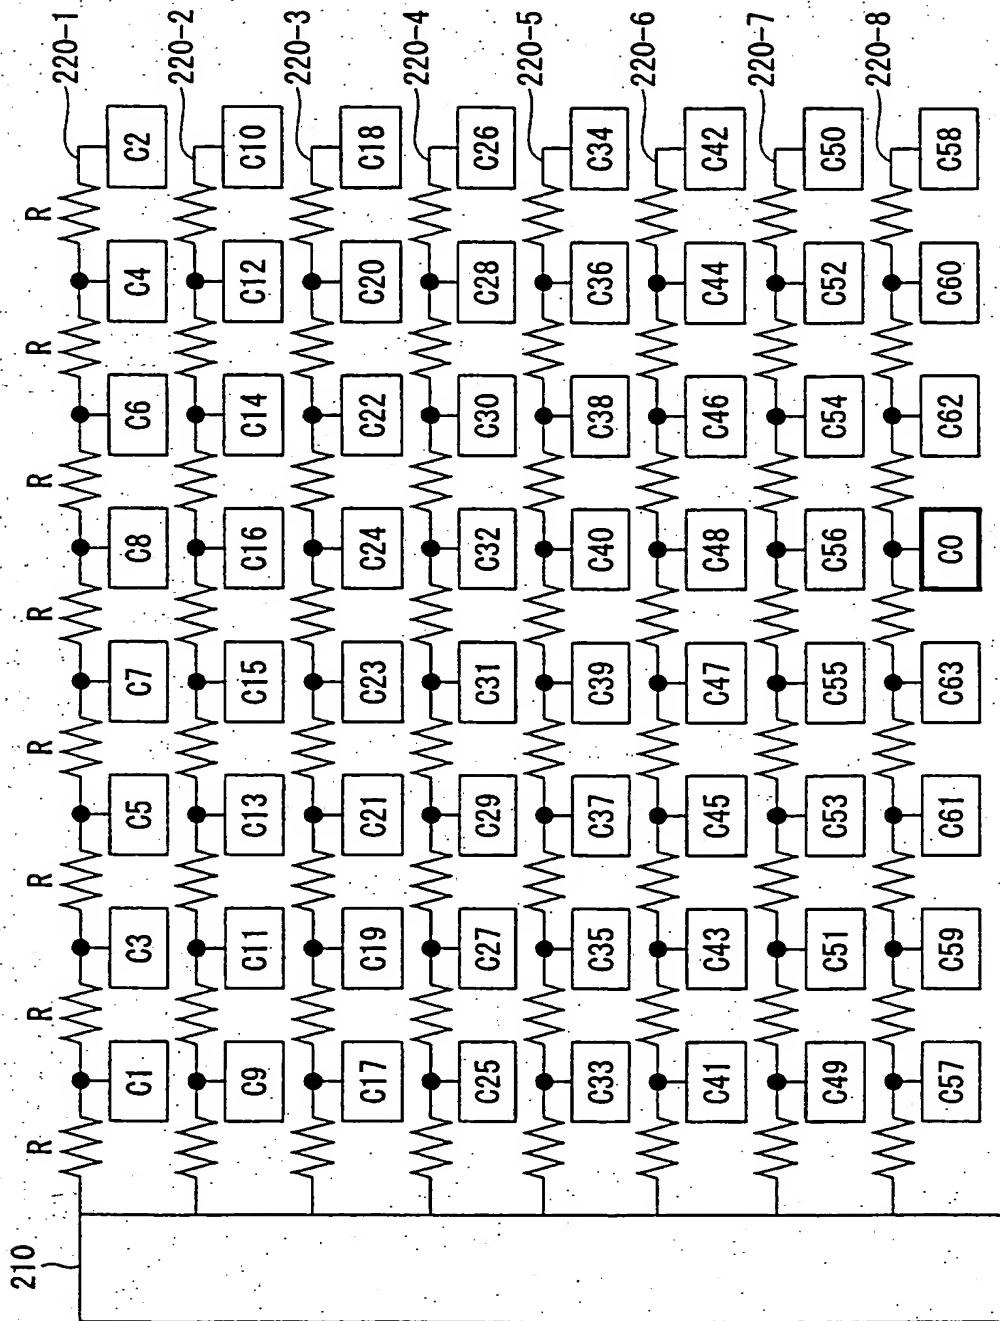 210
R R R R R R R R
220-1
C1 C3 C5 C7 C8 C6 C4 C2
220-2
C9 C11 C13 C15 C16 C14 C12 C10
220-3
C17 C19 C21 C23 C24 C22 C20 C18
220-4
C25 C27 C29 C31 C32 C30 C28 C26
220-5
C33 C35 C37 C39 C40 C38 C36 C34
220-6
C41 C43 C45 C47 C48 C46 C44 C42
220-7
C49 C51 C53 C55 C56 C54 C52 C50
220-8
C57 C59 C61 C63 C0 C62 C60 C58